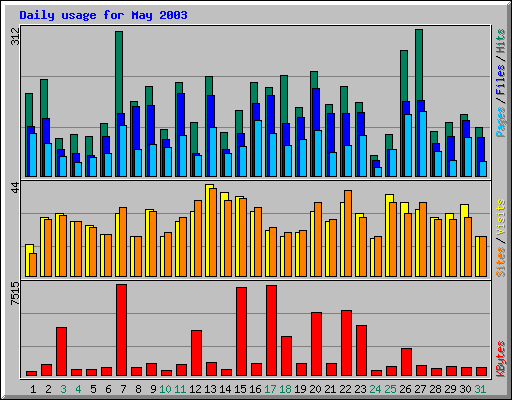 Daily usage for May 2003
312
Pages / Files / Hits
44
Sites / Visits
7515
KBytes
1 2 3 4 5 6 7 8 9 10 11 12 13 14 15 16 17 18 19 20 21 22 23 24 25 26 27 28 29 30 31